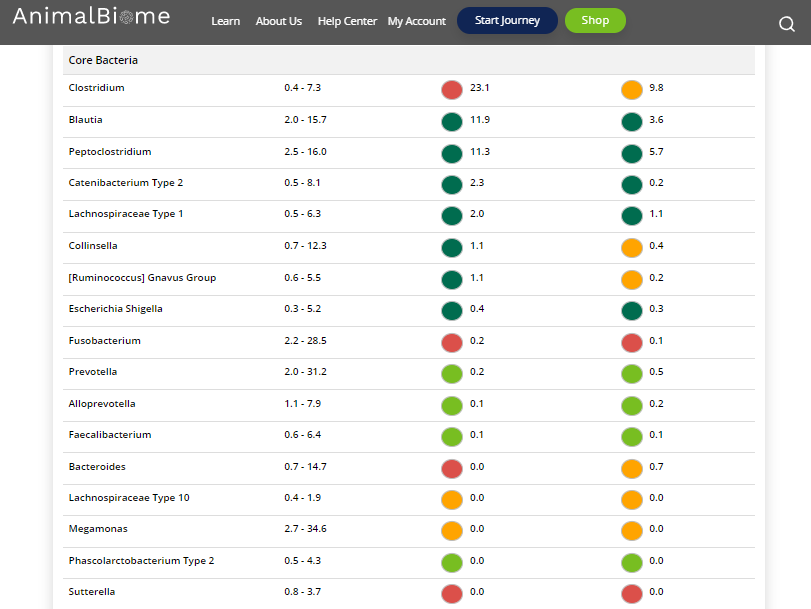 AnimalBiome Learn About Us Help Center My Account Start Journey Shop
Core Bacteria
Clostridium 0.4 - 7.3 23.1 9.8
Blautia 2.0 - 15.7 11.9 3.6
Peptoclostridium 2.5 - 16.0 11.3 5.7
Catenibacterium Type 2 0.5 - 8.1 2.3 0.2
Lachnospiraceae Type 1 0.5 - 6.3 2.0 1.1
Collinsella 0.7 - 12.3 1.1 0.4
[Ruminococcus] Gnavus Group 0.6 - 5.5 1.1 0.2
Escherichia Shigella 0.3 - 5.2 0.4 0.3
Fusobacterium 2.2 - 28.5 0.2 0.1
Prevotella 2.0 - 31.2 0.2 0.5
Alloprevotella 1.1 - 7.9 0.1 0.2
Faecalibacterium 0.6 - 6.4 0.1 0.1
Bacteroides 0.7 - 14.7 0.0 0.7
Lachnospiraceae Type 10 0.4 - 1.9 0.0 0.0
Megamonas 2.7 - 34.6 0.0 0.0
Phascolarctobacterium Type 2 0.5 - 4.3 0.0 0.0
Sutterella 0.8 - 3.7 0.0 0.0